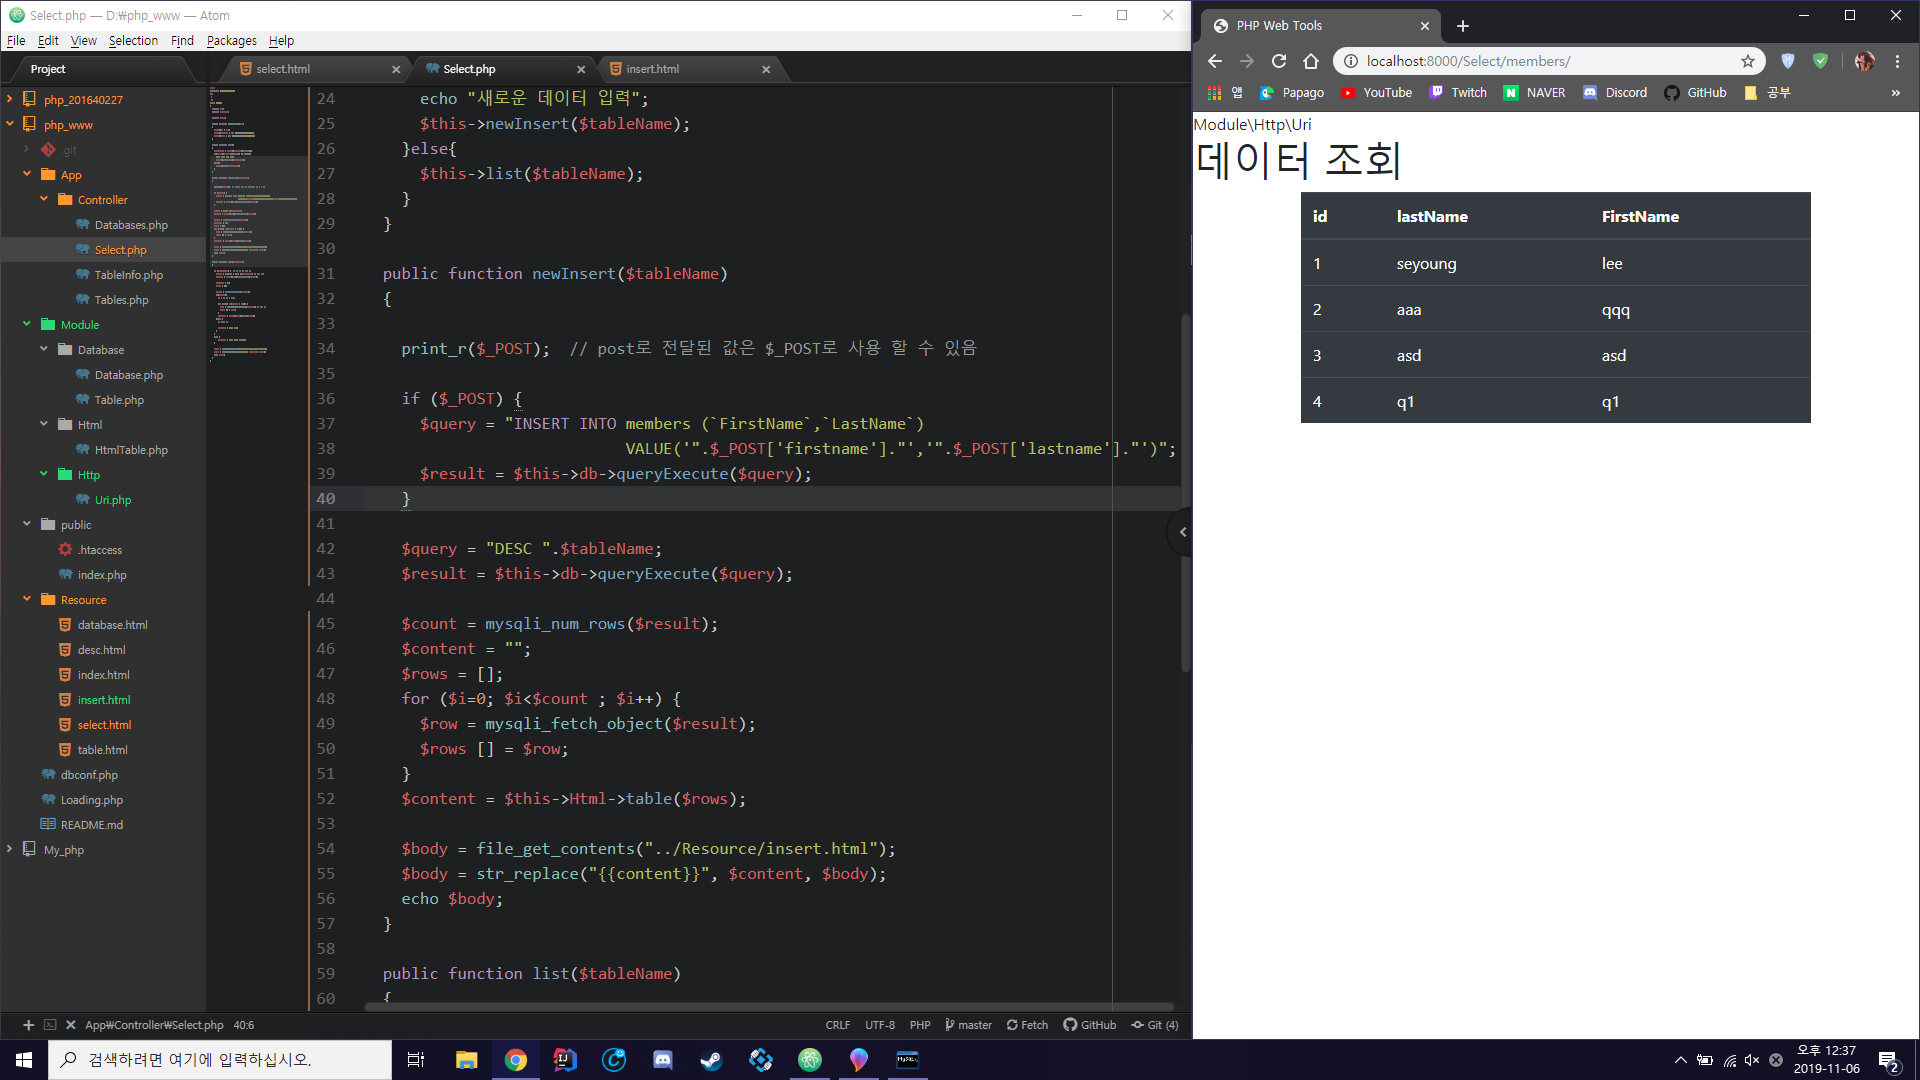 Select.php — D:₩php_www — Atom
File Edit View Selection Find Packages Help
Project
php_201640227
php_www
.git
App
Controller
Databases.php
Select.php
TableInfo.php
Tables.php
Module
Database
Database.php
Table.php
Html
HtmlTable.php
Http
Uri.php
public
.htaccess
index.php
Resource
database.html
desc.html
index.html
insert.html
select.html
table.html
dbconf.php
Loading.php
README.md
My_php
select.html Select.php insert.html
24 echo "새로운 데이터 입력";
25 $this->newInsert($tableName);
26 }else{
27 $this->list($tableName);
28 }
29 }
30
31 public function newInsert($tableName)
32 {
33
34 print_r($_POST); // post로 전달된 값은 $_POST로 사용 할 수 있음
35
36 if ($_POST) {
37 $query = "INSERT INTO members (`FirstName`,`LastName`)
38 VALUE('".$_POST['firstname']."','".$_POST['lastname']."')";
39 $result = $this->db->queryExecute($query);
40 }
41
42 $query = "DESC ".$tableName;
43 $result = $this->db->queryExecute($query);
44
45 $count = mysqli_num_rows($result);
46 $content = "";
47 $rows = [];
48 for ($i=0; $i<$count ; $i++) {
49 $row = mysqli_fetch_object($result);
50 $rows [] = $row;
51 }
52 $content = $this->Html->table($rows);
53
54 $body = file_get_contents("../Resource/insert.html");
55 $body = str_replace("{{content}}", $content, $body);
56 echo $body;
57 }
58
59 public function list($tableName)
60 {
App₩Controller₩Select.php 40:6 CRLF UTF-8 PHP master Fetch GitHub Git (4)
PHP Web Tools
localhost:8000/Select/members/
앱 Papago YouTube Twitch NAVER Discord GitHub 공부 »
Module\Http\Uri
데이터 조회
id lastName FirstName
1 seyoung lee
2 aaa qqq
3 asd asd
4 q1 q1
검색하려면 여기에 입력하십시오.
오후 12:37
2019-11-06
2